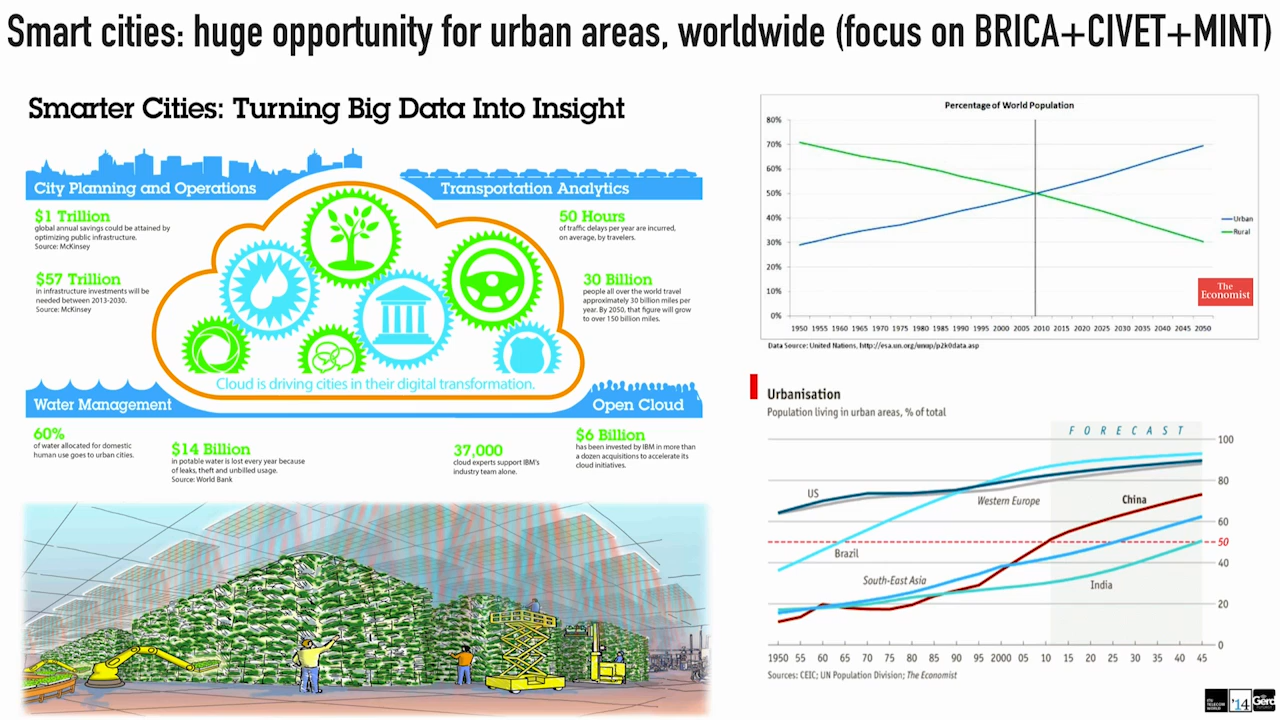 Smart cities: huge opportunity for urban areas, worldwide (focus on BRICA+CIVET+MINT)
Smarter Cities: Turning Big Data Into Insight
City Planning and Operations
$1 Trillion
global annual savings could be attained by
optimizing public infrastructure.
Source: McKinsey
$57 Trillion
in infrastructure investments will be
needed between 2013-2030.
Source: McKinsey
Transportation Analytics
50 Hours
of traffic delays per year are incurred,
on average, by travelers.
30 Billion
people all over the world travel
approximately 30 billion miles per
year. By 2050, that figure will grow
to over 150 billion miles.
Cloud is driving cities in their digital transformation.
Water Management
60%
of water allocated for domestic
human use goes to urban cities.
$14 Billion
in potable water is lost every year because
of leaks, theft and unbilled usage.
Source: World Bank
Open Cloud
37,000
cloud experts support IBM's
industry team alone.
$6 Billion
has been invested by IBM in more than
a dozen acquisitions to accelerate its
cloud initiatives.
Percentage of World Population
80%
70%
60%
50%
40%
30%
20%
10%
0%
1950 1955 1960 1965 1970 1975 1980 1985 1990 1995 2000 2005 2010 2015 2020 2025 2030 2035 2040 2045 2050
Urban
Rural
The
Economist
Data Source: United Nations, http://esa.un.org/unup/p2k0data.asp
Urbanisation
Population living in urban areas, % of total
FORECAST
100
80
60
50
40
20
0
US
Western Europe
China
Brazil
South-East Asia
India
1950 55 60 65 70 75 80 85 90 95 2000 05 10 15 20 25 30 35 40 45
Sources: CEIC; UN Population Division; The Economist
ITU
TELECOM
WORLD
'14
Gerd